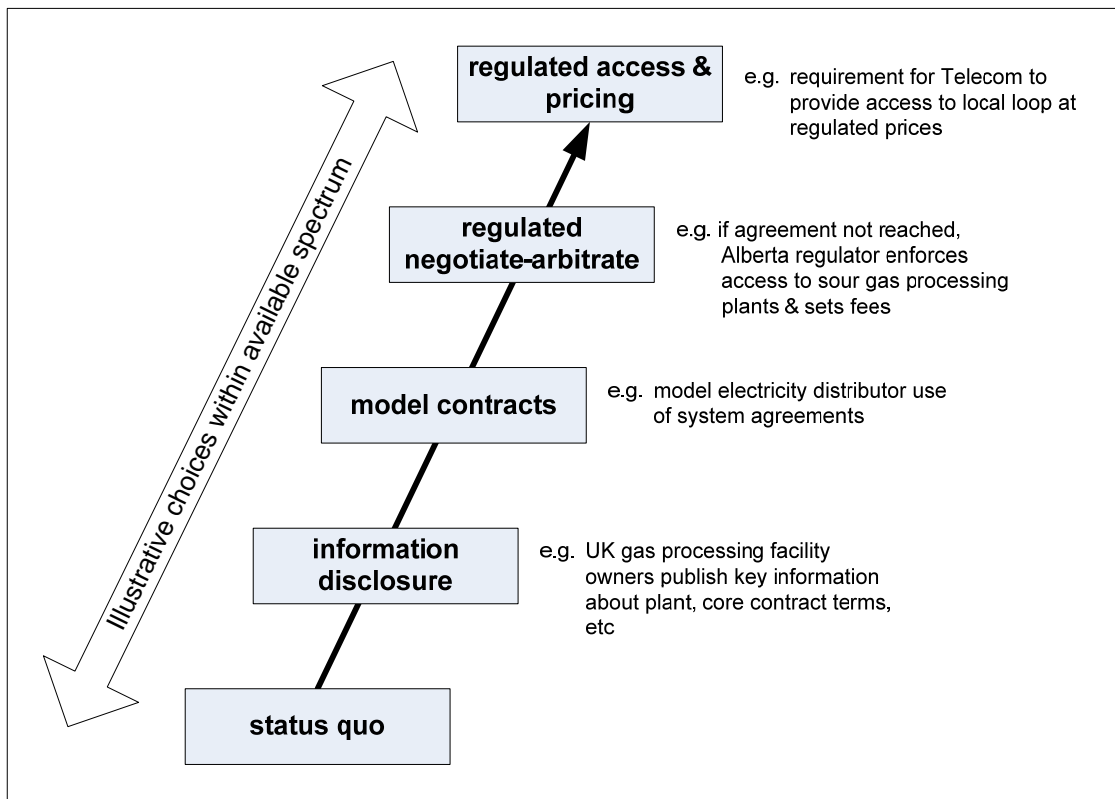 regulated access &
pricing
e.g. requirement for Telecom to
provide access to local loop at
regulated prices
Illustrative choices within available spectrum
regulated
negotiate-arbitrate
e.g. if agreement not reached,
Alberta regulator enforces
access to sour gas processing
plants & sets fees
model contracts
e.g. model electricity distributor use
of system agreements
information
disclosure
e.g. UK gas processing facility
owners publish key information
about plant, core contract terms,
etc
status quo